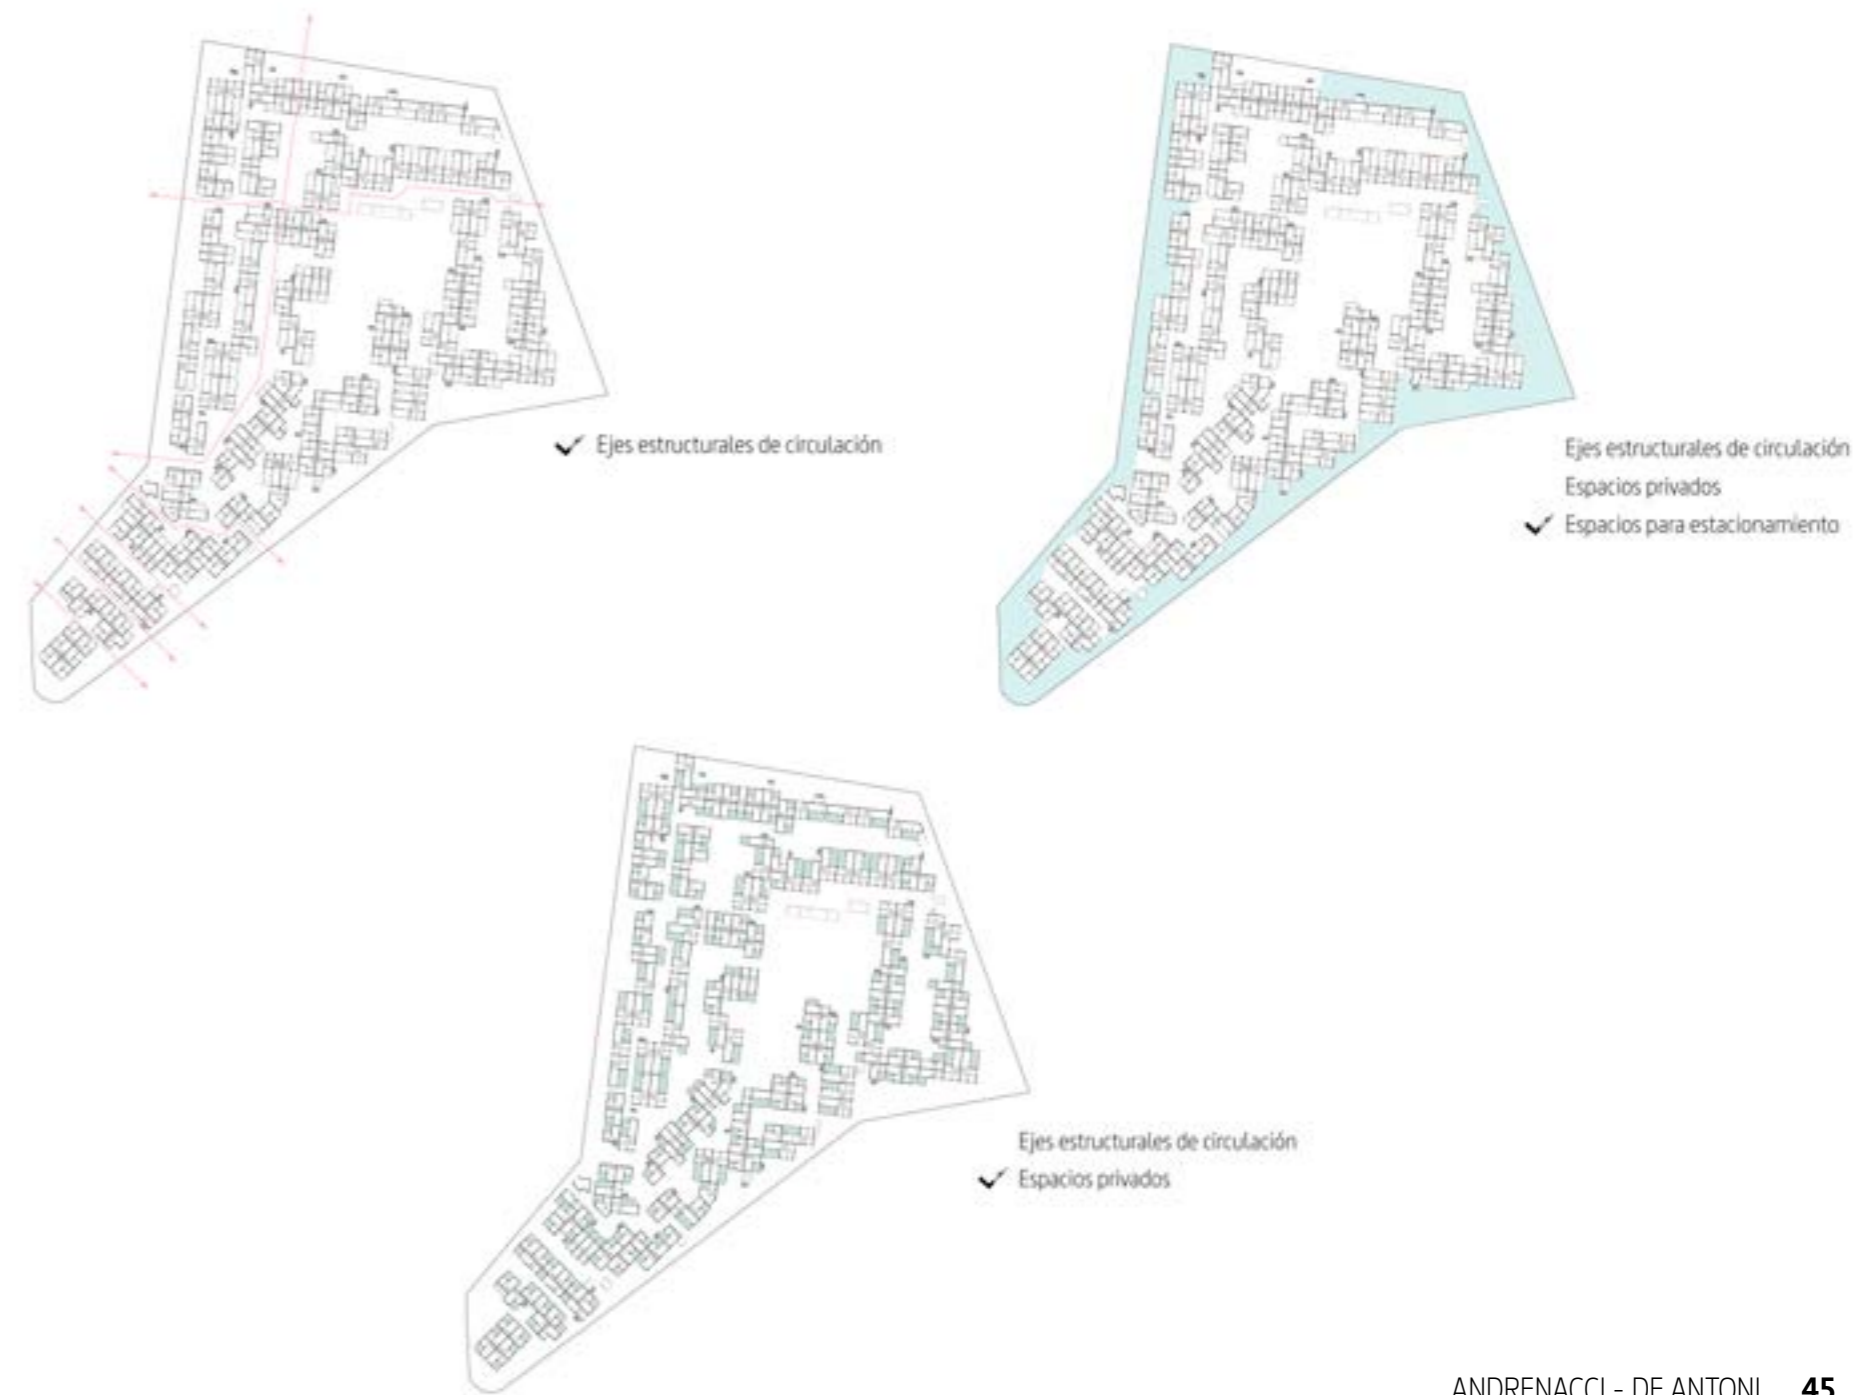 Ejes estructurales de circulación
Ejes estructurales de circulación
Espacios privados
Espacios para estacionamiento
Ejes estructurales de circulación
Espacios privados
ANDRENACCI - DE ANTONI 45